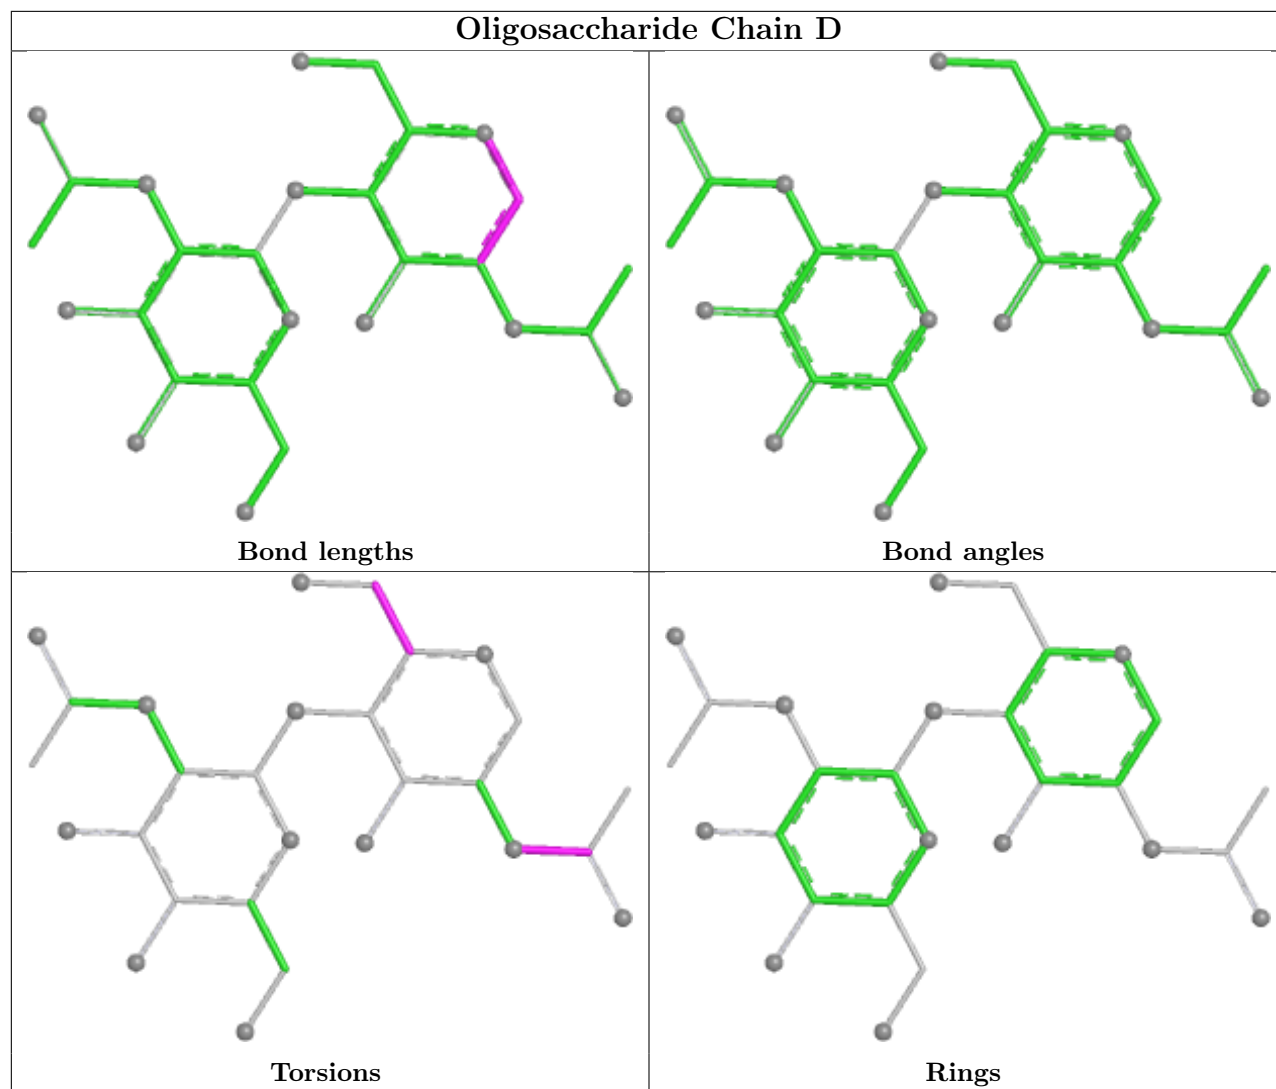 Oligosaccharide Chain D
Bond lengths
Bond angles
Torsions
Rings